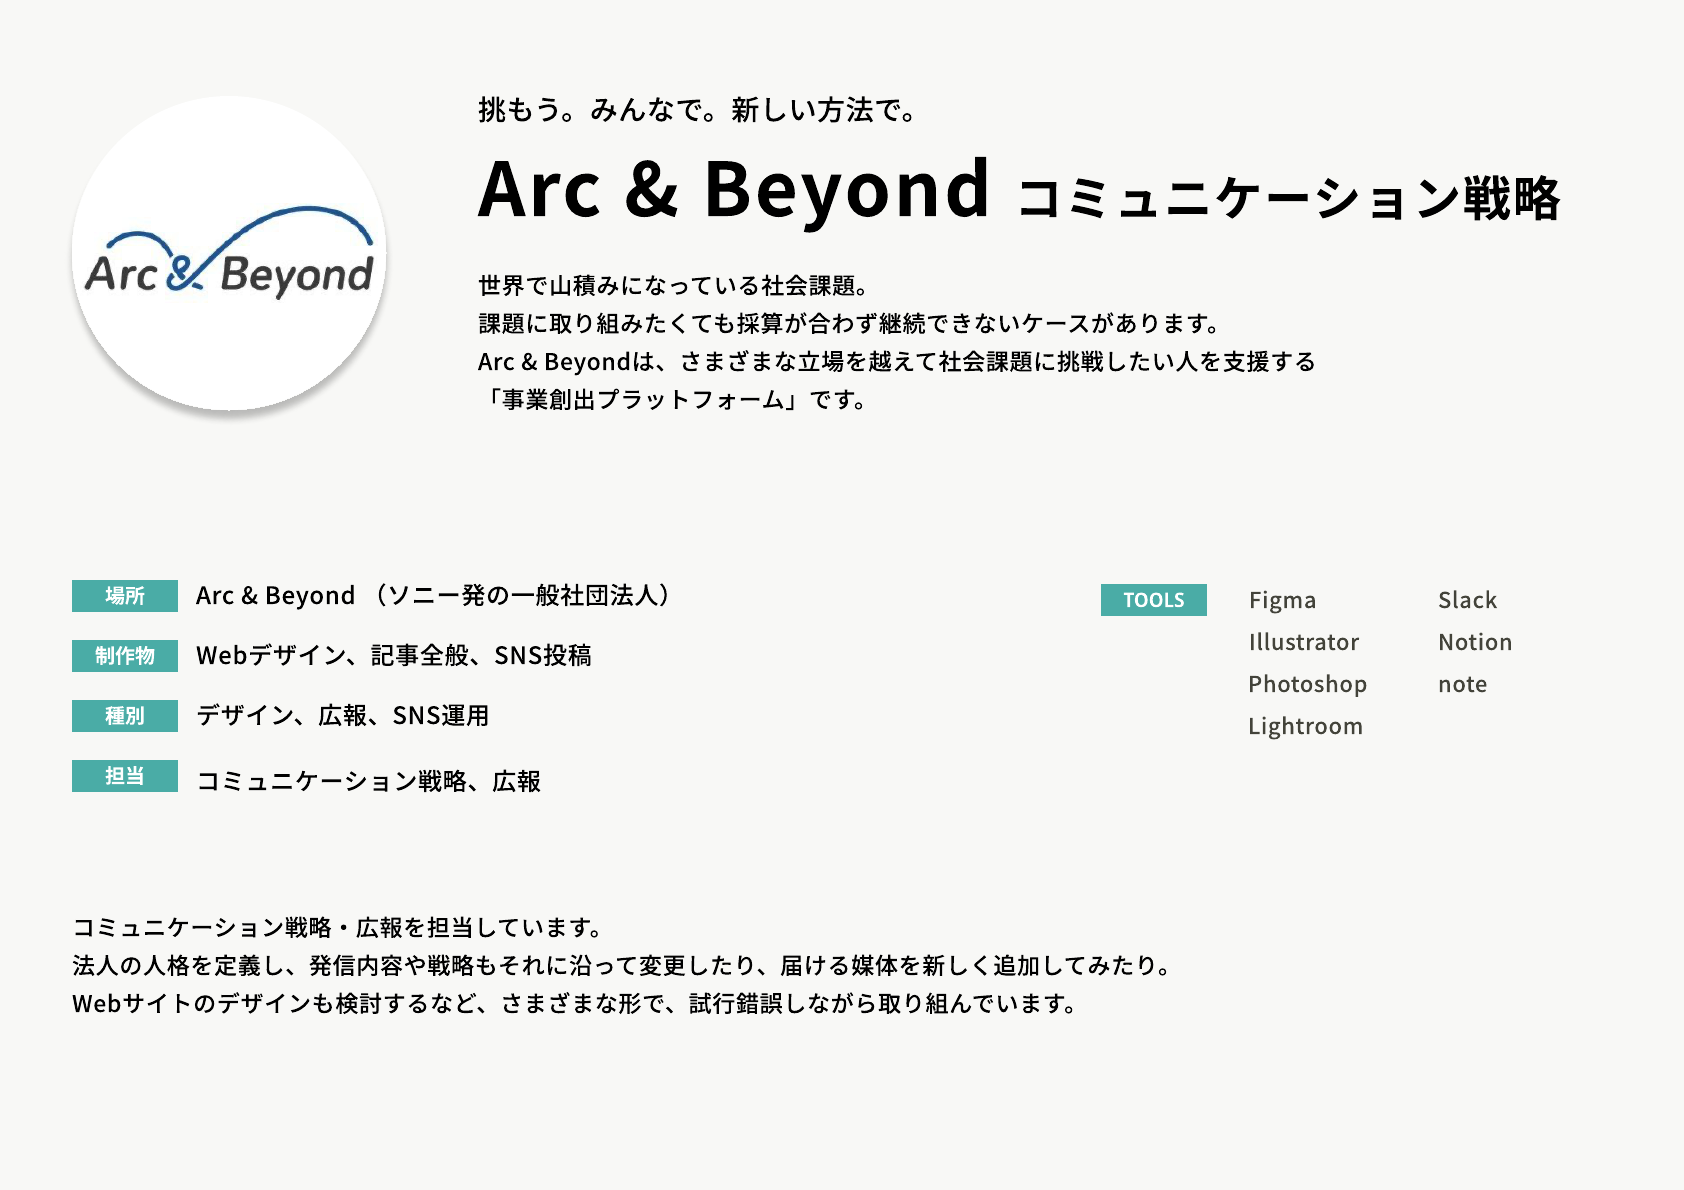 挑もう。みんなで。新しい方法で。
Arc & Beyond コミュニケーション戦略
Arc & Beyond
世界で山積みになっている社会課題。
課題に取り組みたくても採算が合わず継続できないケースがあります。
Arc & Beyondは、さまざまな立場を越えて社会課題に挑戦したい人を支援する
「事業創出プラットフォーム」です。
場所 Arc & Beyond （ソニー発の一般社団法人）
制作物 Webデザイン、記事全般、SNS投稿
種別 デザイン、広報、SNS運用
担当 コミュニケーション戦略、広報
TOOLS Figma Slack
Illustrator Notion
Photoshop note
Lightroom
コミュニケーション戦略・広報を担当しています。
法人の人格を定義し、発信内容や戦略もそれに沿って変更したり、届ける媒体を新しく追加してみたり。
Webサイトのデザインも検討するなど、さまざまな形で、試行錯誤しながら取り組んでいます。